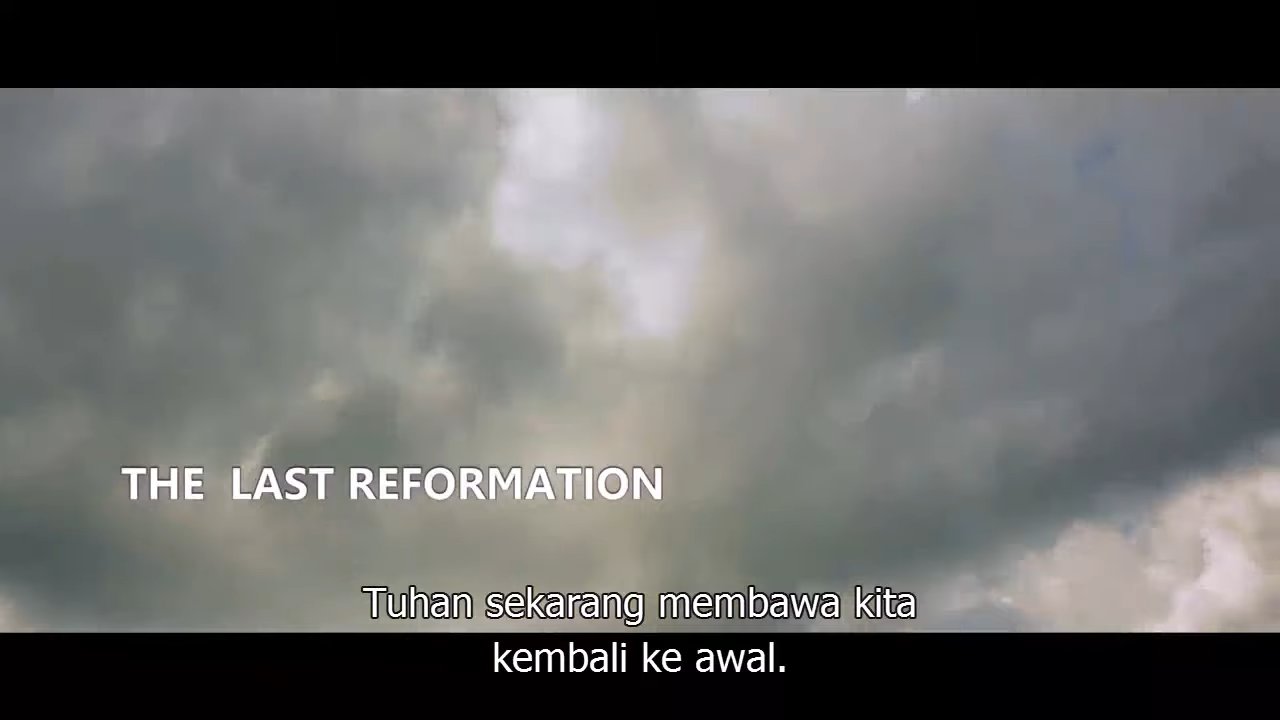 THE LAST REFORMATION
Tuhan sekarang membawa kita
kembali ke awal.